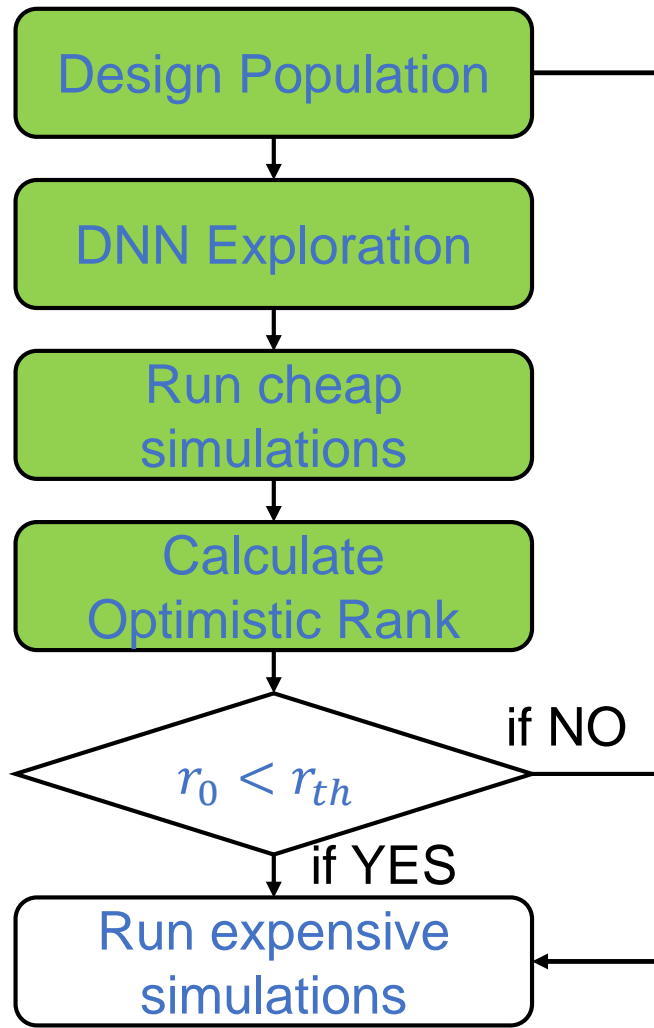 Design Population
DNN Exploration
Run cheap
simulations
Calculate
Optimistic Rank
if NO
r₀ < rₜₕ
if YES
Run expensive
simulations